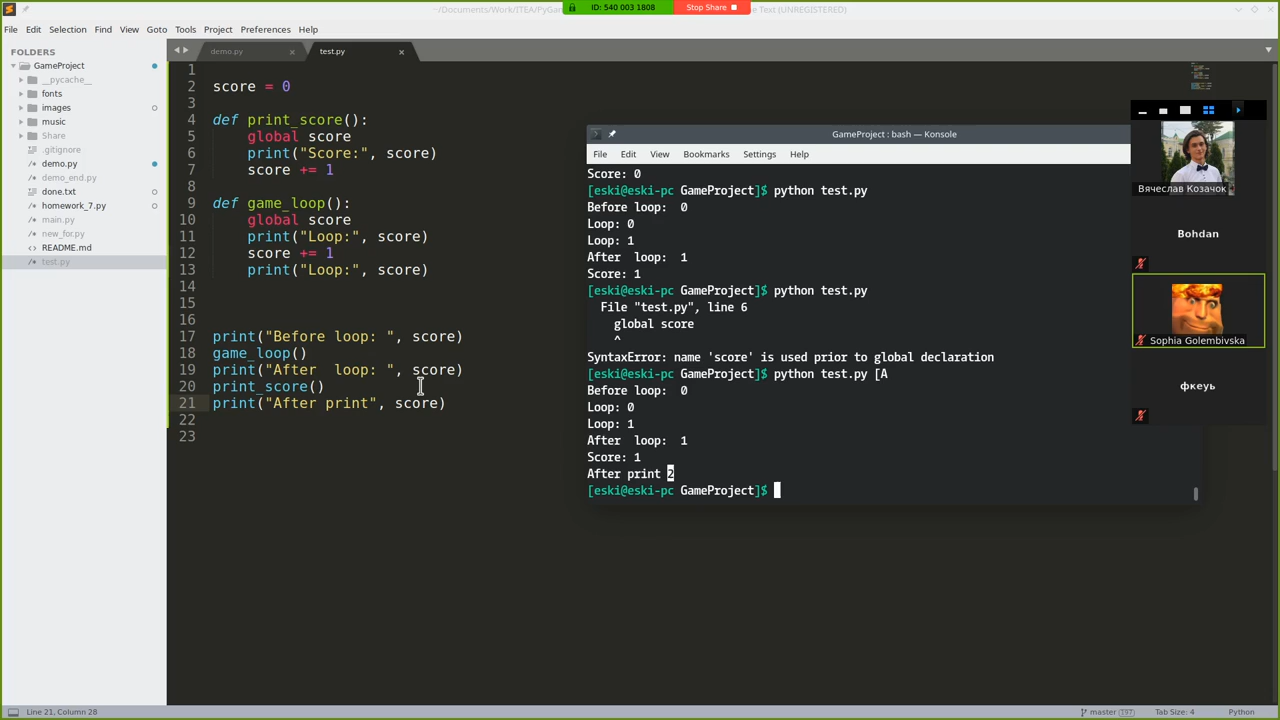 ~/Documents/Work/ITEA/PyGam
ID: 540 003 1808
Stop Share
e Text (UNREGISTERED)
File Edit Selection Find View Goto Tools Project Preferences Help
FOLDERS
GameProject
__pycache__
fonts
images
music
Share
.gitignore
demo.py
demo_end.py
done.txt
homework_7.py
main.py
new_for.py
README.md
test.py
demo.py
test.py
1
2 score = 0
3
4 def print_score():
5     global score
6     print("Score:", score)
7     score += 1
8
9 def game_loop():
10     global score
11     print("Loop:", score)
12     score += 1
13     print("Loop:", score)
14
15
16
17 print("Before loop: ", score)
18 game_loop()
19 print("After  loop: ", score)
20 print_score()
21 print("After print", score)
22
23
GameProject : bash — Konsole
File Edit View Bookmarks Settings Help
Score: 0
[eski@eski-pc GameProject]$ python test.py
Before loop:  0
Loop: 0
Loop: 1
After  loop:  1
Score: 1
[eski@eski-pc GameProject]$ python test.py
  File "test.py", line 6
    global score
    ^
SyntaxError: name 'score' is used prior to global declaration
[eski@eski-pc GameProject]$ python test.py [A
Before loop:  0
Loop: 0
Loop: 1
After  loop:  1
Score: 1
After print 2
[eski@eski-pc GameProject]$
Вячеслав Козачок
Bohdan
Sophia Golembivska
фкеуь
Line 21, Column 28
master 197
Tab Size: 4
Python